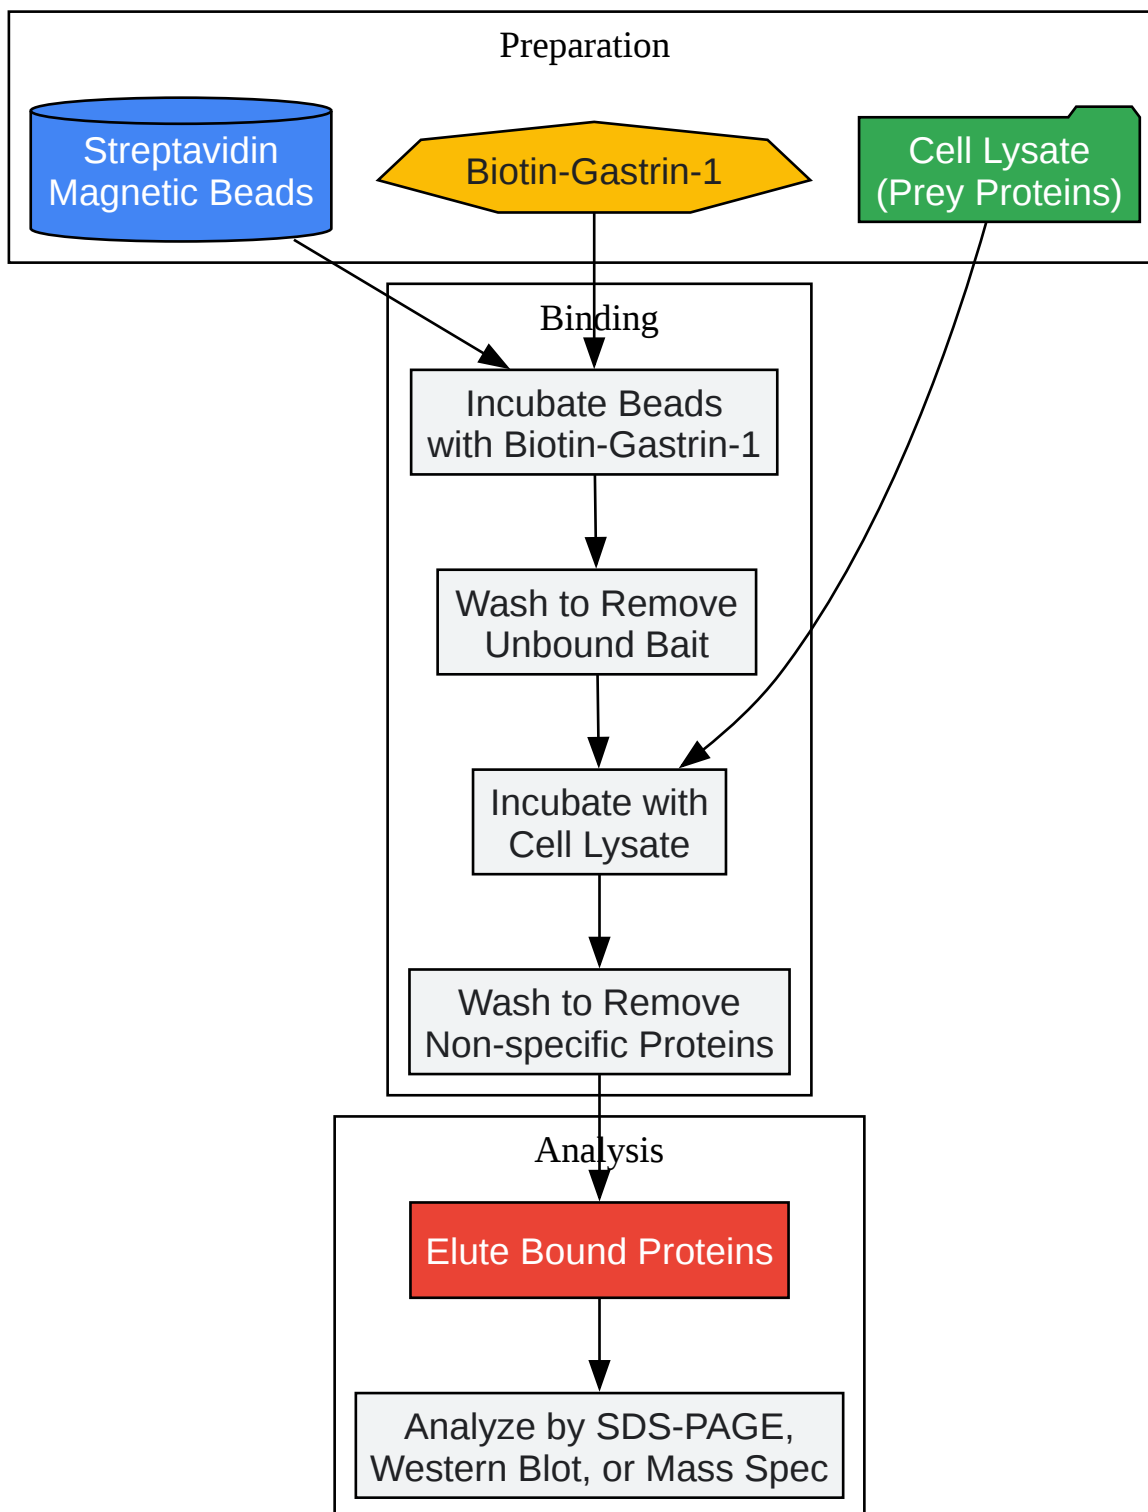 Preparation
Streptavidin
Magnetic Beads
Biotin-Gastrin-1
Cell Lysate
(Prey Proteins)
Binding
Incubate Beads
with Biotin-Gastrin-1
Wash to Remove
Unbound Bait
Incubate with
Cell Lysate
Wash to Remove
Non-specific Proteins
Analysis
Elute Bound Proteins
Analyze by SDS-PAGE,
Western Blot, or Mass Spec